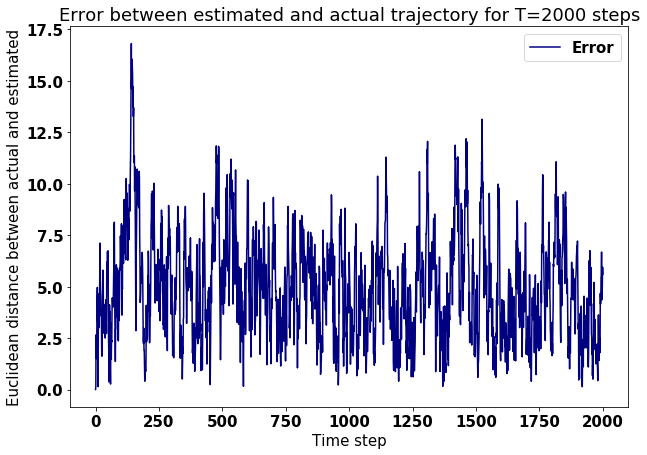 Error between estimated and actual trajectory for T=2000 steps
Euclidean distance between actual and estimated
17.5
15.0
12.5
10.0
7.5
5.0
2.5
0.0
Error
0 250 500 750 1000 1250 1500 1750 2000
Time step